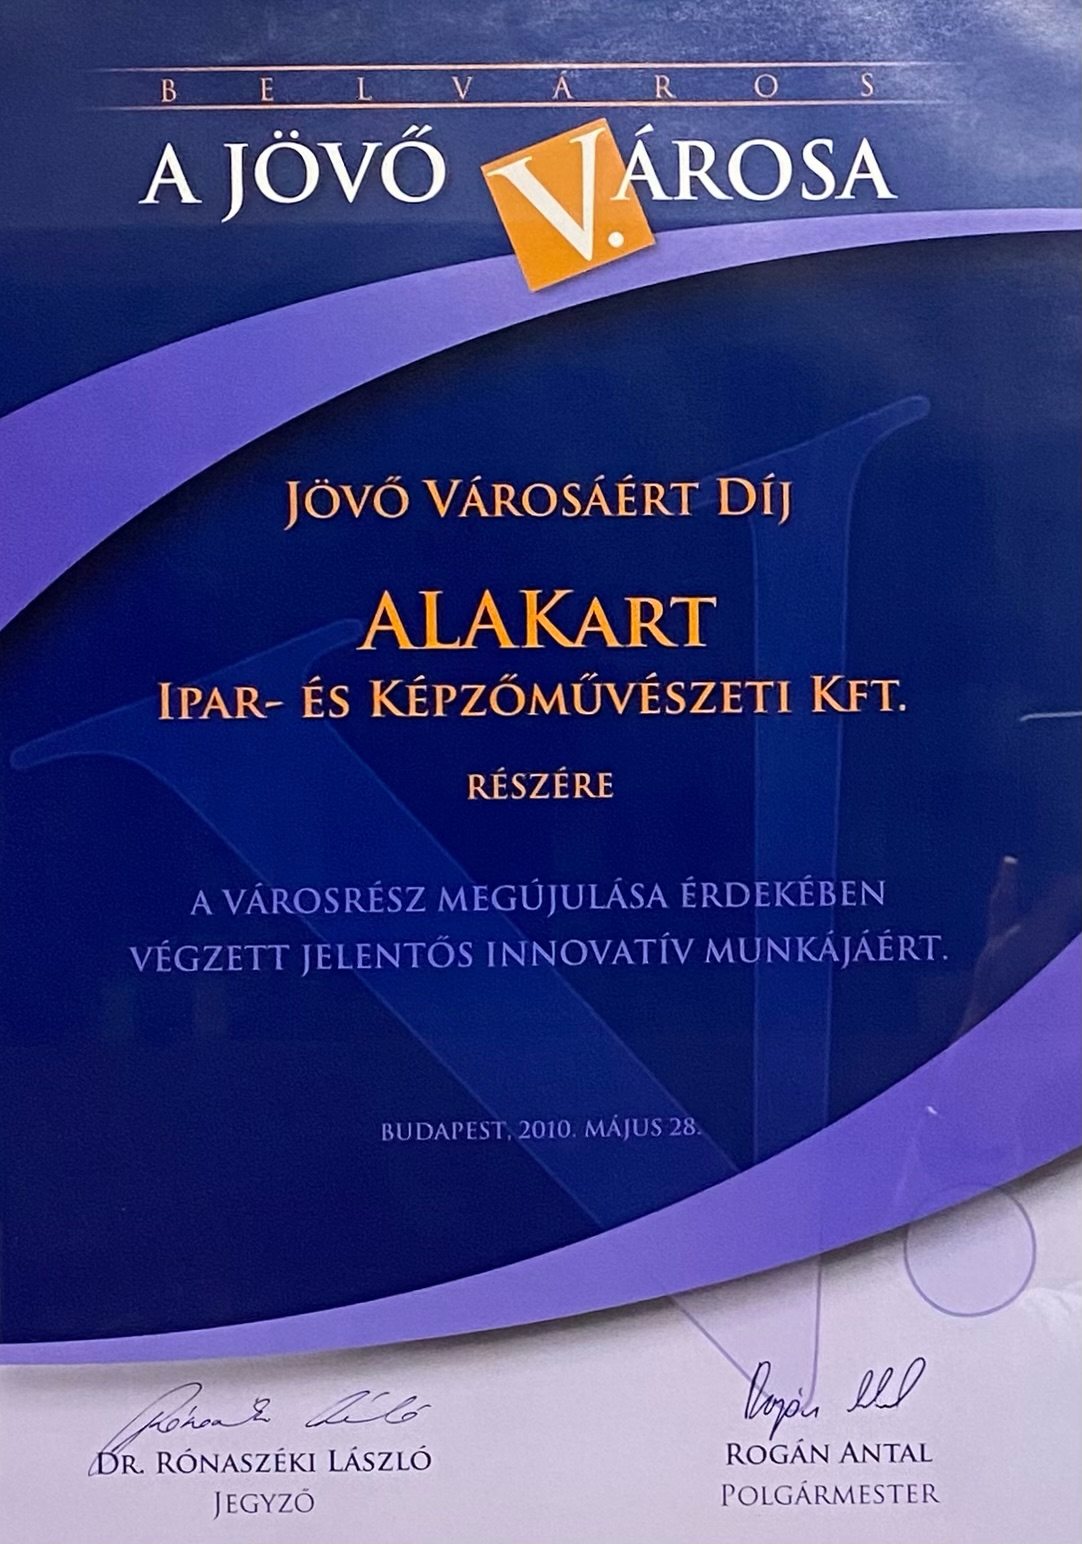 BELVÁROS
A JÖVŐ V.ÁROSA
JÖVŐ VÁROSÁÉRT DÍJ
ALAKART
IPAR- ÉS KÉPZŐMŰVÉSZETI KFT.
RÉSZÉRE
A VÁROSRÉSZ MEGÚJULÁSA ÉRDEKÉBEN
VÉGZETT JELENTŐS INNOVATÍV MUNKÁJÁÉRT.
BUDAPEST, 2010. MÁJUS 28.
DR. RÓNASZÉKI LÁSZLÓ
JEGYZŐ
ROGÁN ANTAL
POLGÁRMESTER